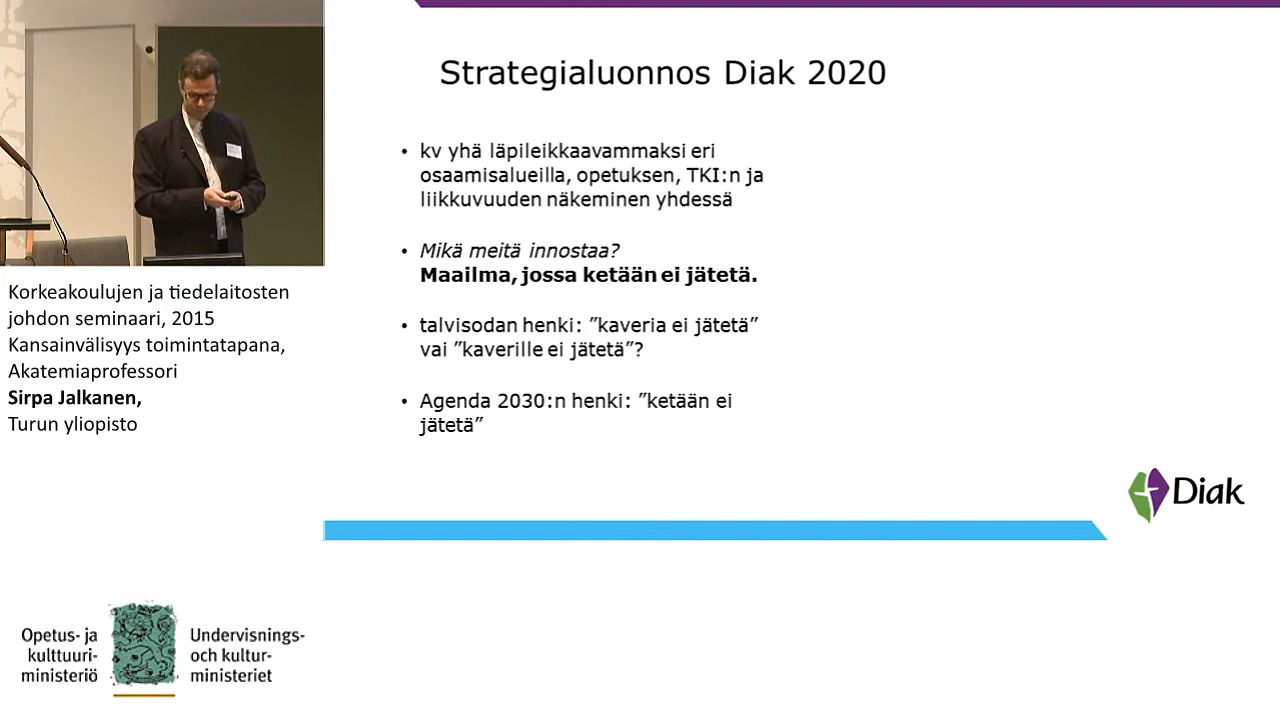 Strategialuonnos Diak 2020
• kv yhä läpileikkaavammaksi eri
osaamisalueilla, opetuksen, TKI:n ja
liikkuvuuden näkeminen yhdessä
• Mikä meitä innostaa?
Maailma, jossa ketään ei jätetä.
• talvisodan henki: ”kaveria ei jätetä”
vai ”kaverille ei jätetä”?
• Agenda 2030:n henki: ”ketään ei
jätetä”
Diak
Korkeakoulujen ja tiedelaitosten
johdon seminaari, 2015
Kansainvälisyys toimintatapana,
Akatemiaprofessori
Sirpa Jalkanen,
Turun yliopisto
Opetus- ja
kulttuuri-
ministeriö
Undervisnings-
och kultur-
ministeriet